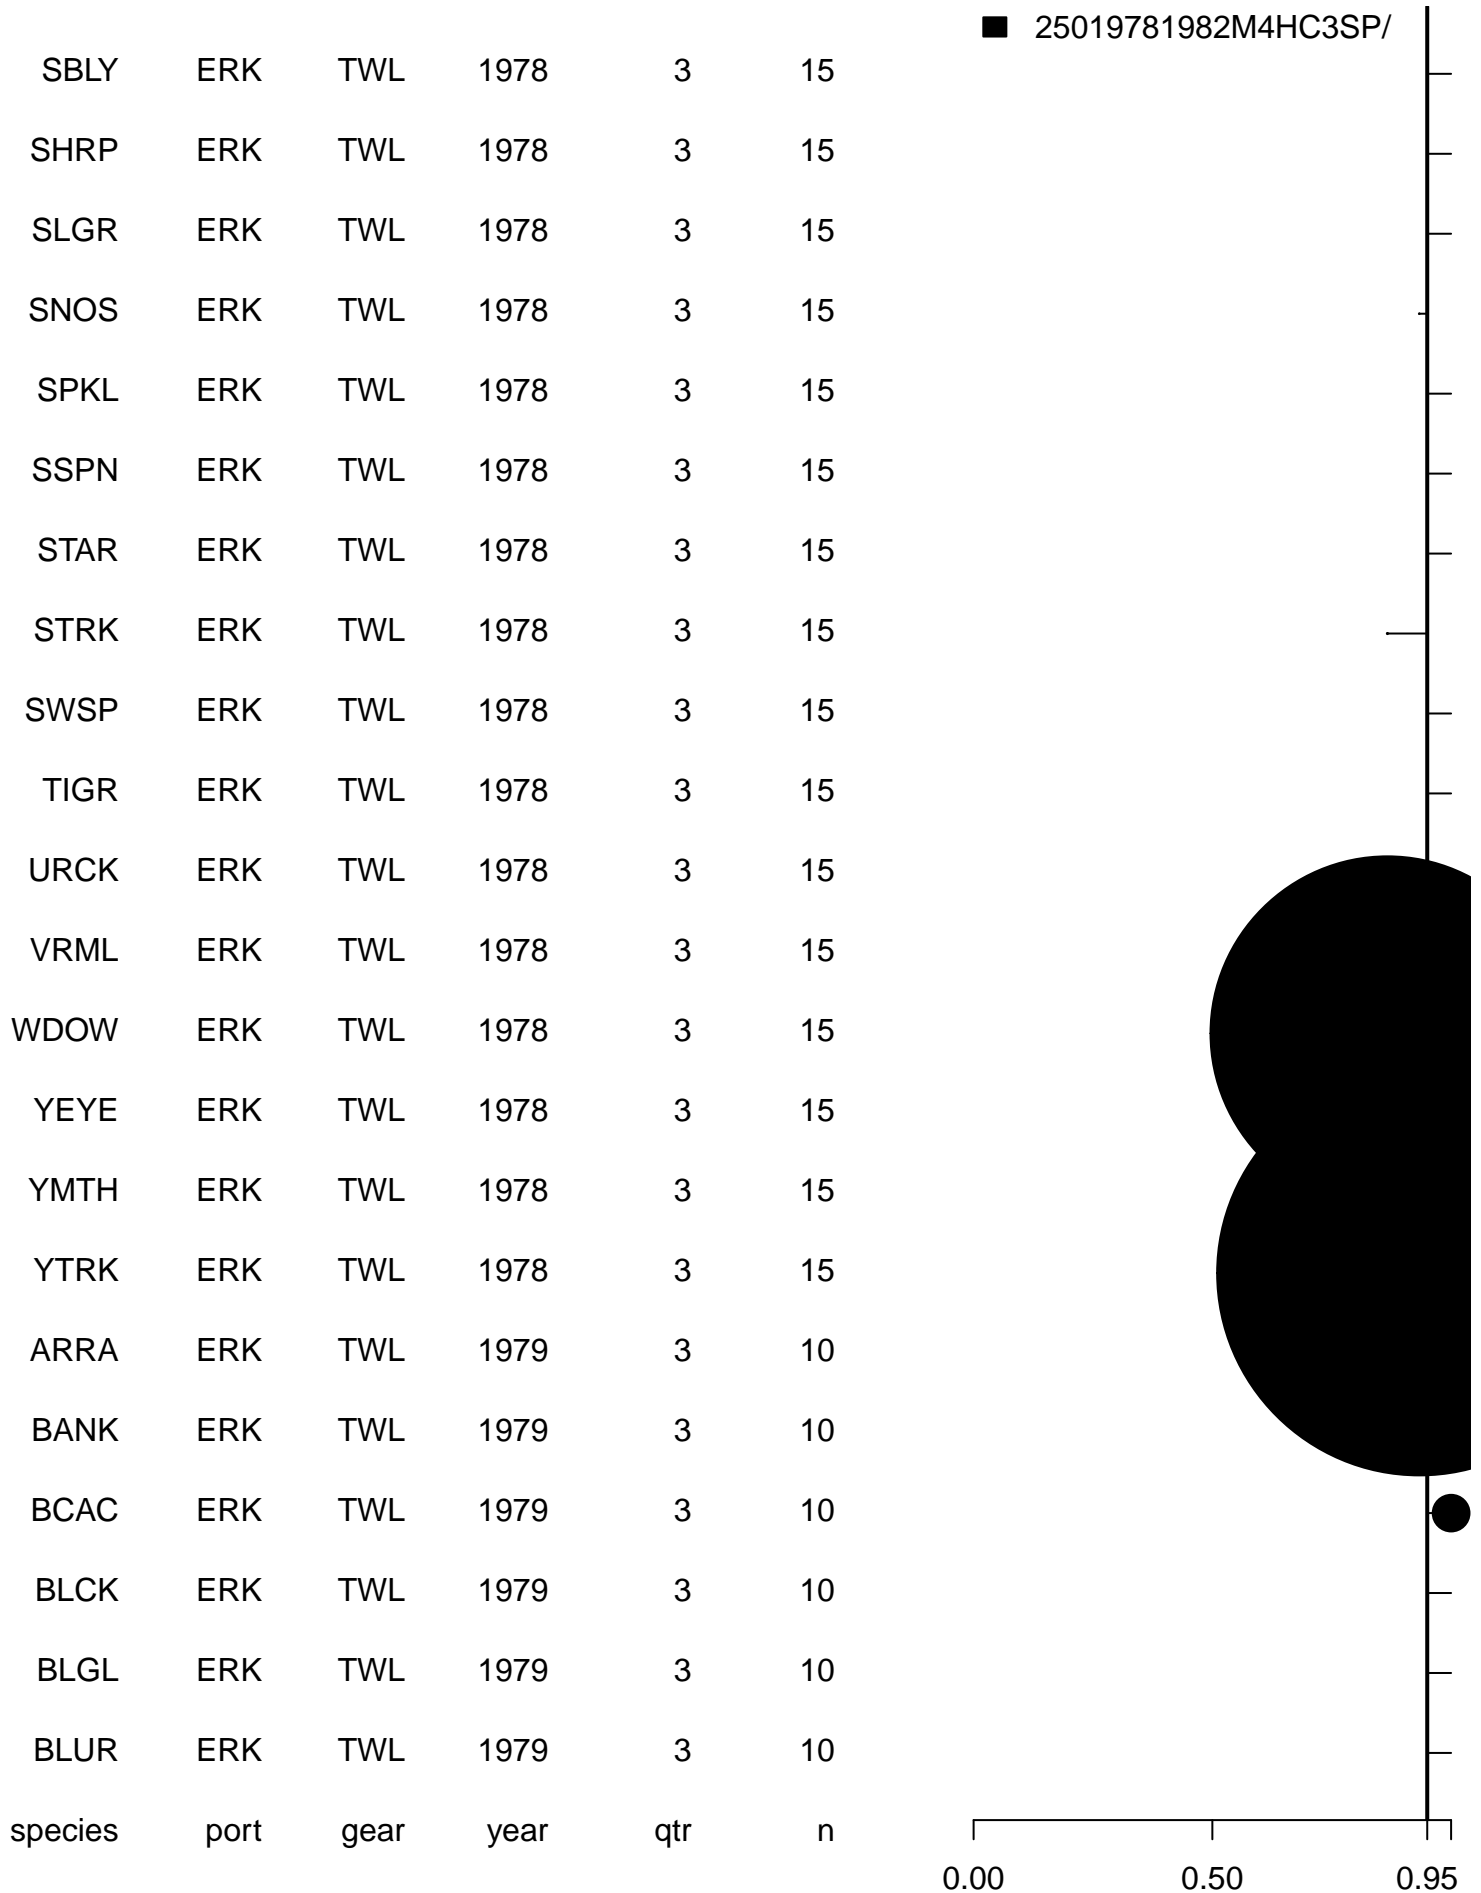 25019781982M4HC3SP/
SBLY ERK TWL 1978 3 15
SHRP ERK TWL 1978 3 15
SLGR ERK TWL 1978 3 15
SNOS ERK TWL 1978 3 15
SPKL ERK TWL 1978 3 15
SSPN ERK TWL 1978 3 15
STAR ERK TWL 1978 3 15
STRK ERK TWL 1978 3 15
SWSP ERK TWL 1978 3 15
TIGR ERK TWL 1978 3 15
URCK ERK TWL 1978 3 15
VRML ERK TWL 1978 3 15
WDOW ERK TWL 1978 3 15
YEYE ERK TWL 1978 3 15
YMTH ERK TWL 1978 3 15
YTRK ERK TWL 1978 3 15
ARRA ERK TWL 1979 3 10
BANK ERK TWL 1979 3 10
BCAC ERK TWL 1979 3 10
BLCK ERK TWL 1979 3 10
BLGL ERK TWL 1979 3 10
BLUR ERK TWL 1979 3 10
species port gear year qtr n
0.00 0.50 0.95